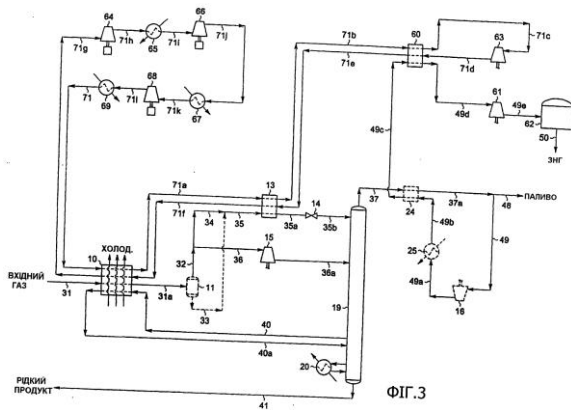 64
66
71g
71h
65
71i
71j
68
71
69
71l
71k
67
71b
60
71c
71e
71d
63
49d
61
49e
62
50
ЗНГ
49c
71a
13
71f
14
37
37a
ПАЛИВО
48
34
35
35a
35b
24
49b
49
25
ХОЛОД.
10
ВХІДНИЙ
ГАЗ
31
31a
32
36
15
36a
11
33
19
49a
16
40
40a
20
РІДКИЙ
ПРОДУКТ
41
ФІГ.3